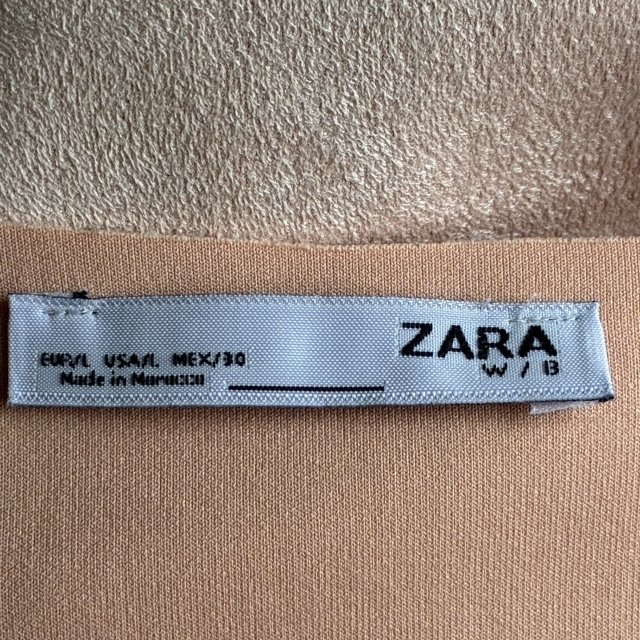 EUR/L USA/L MEX/30
Made in Morocco
ZARA
W / B